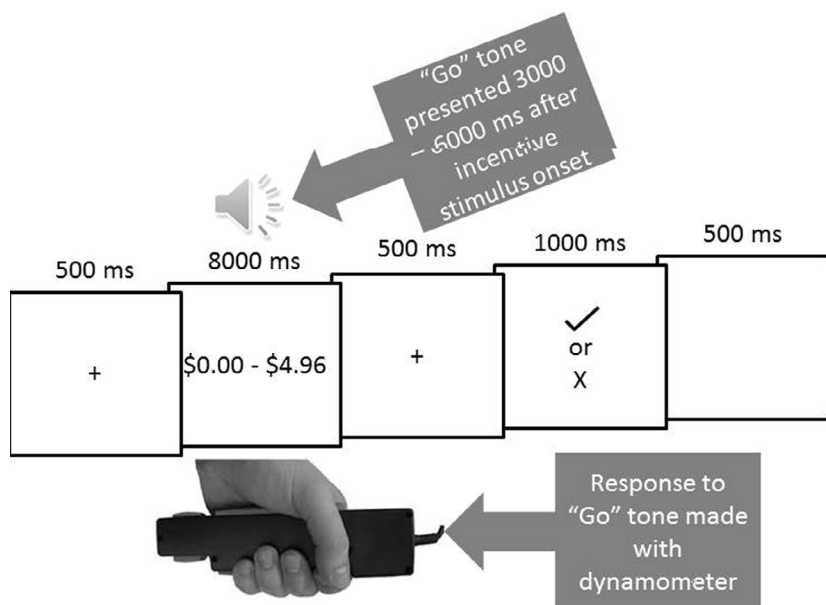 “Go” tone
presented 3000
– 6000 ms after
incentive
stimulus onset
500 ms
8000 ms
500 ms
1000 ms
500 ms
+
$0.00 - $4.96
+
or
X
Response to
“Go” tone made
with
dynamometer